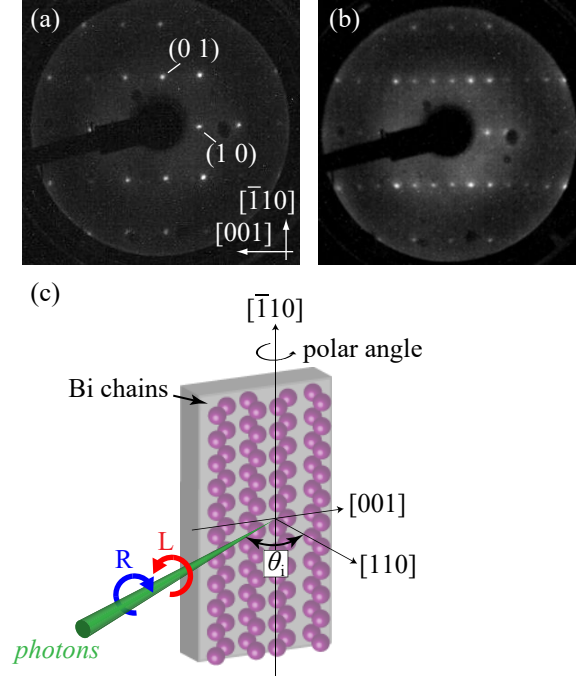 (a)
(0 1)
(1 0)
[1̅10]
[001]
(b)
(c)
[1̅10]
polar angle
Bi chains
[001]
[110]
θi
L
R
photons